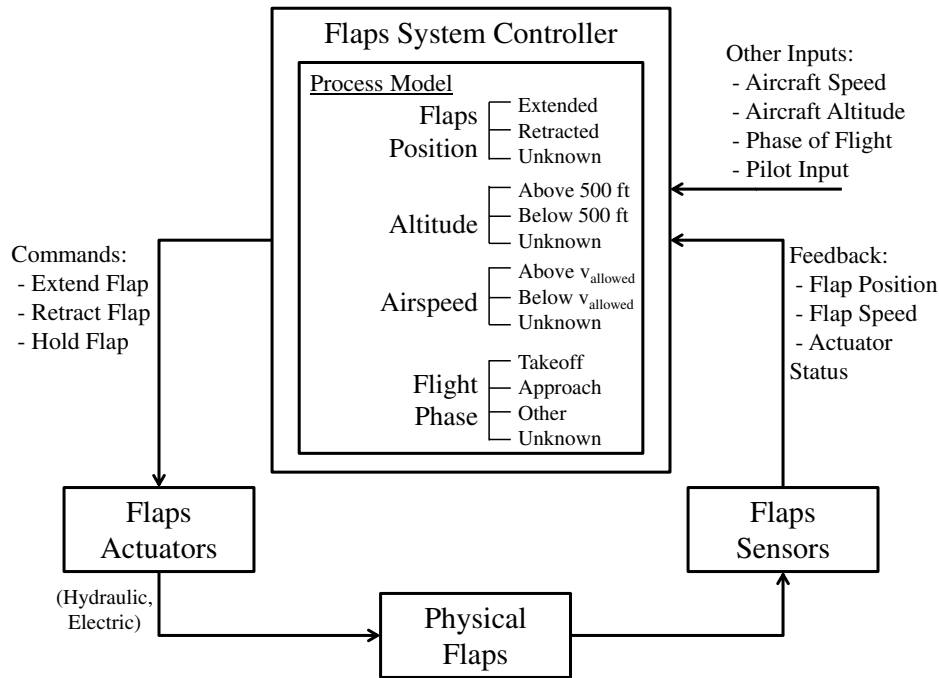 Flaps System Controller
Process Model
Flaps
Position
Extended
Retracted
Unknown
Altitude
Above 500 ft
Below 500 ft
Unknown
Airspeed
Above vallowed
Below vallowed
Unknown
Flight
Phase
Takeoff
Approach
Other
Unknown
Other Inputs:
- Aircraft Speed
- Aircraft Altitude
- Phase of Flight
- Pilot Input
Commands:
- Extend Flap
- Retract Flap
- Hold Flap
Feedback:
- Flap Position
- Flap Speed
- Actuator
Status
Flaps
Actuators
(Hydraulic,
Electric)
Physical
Flaps
Flaps
Sensors